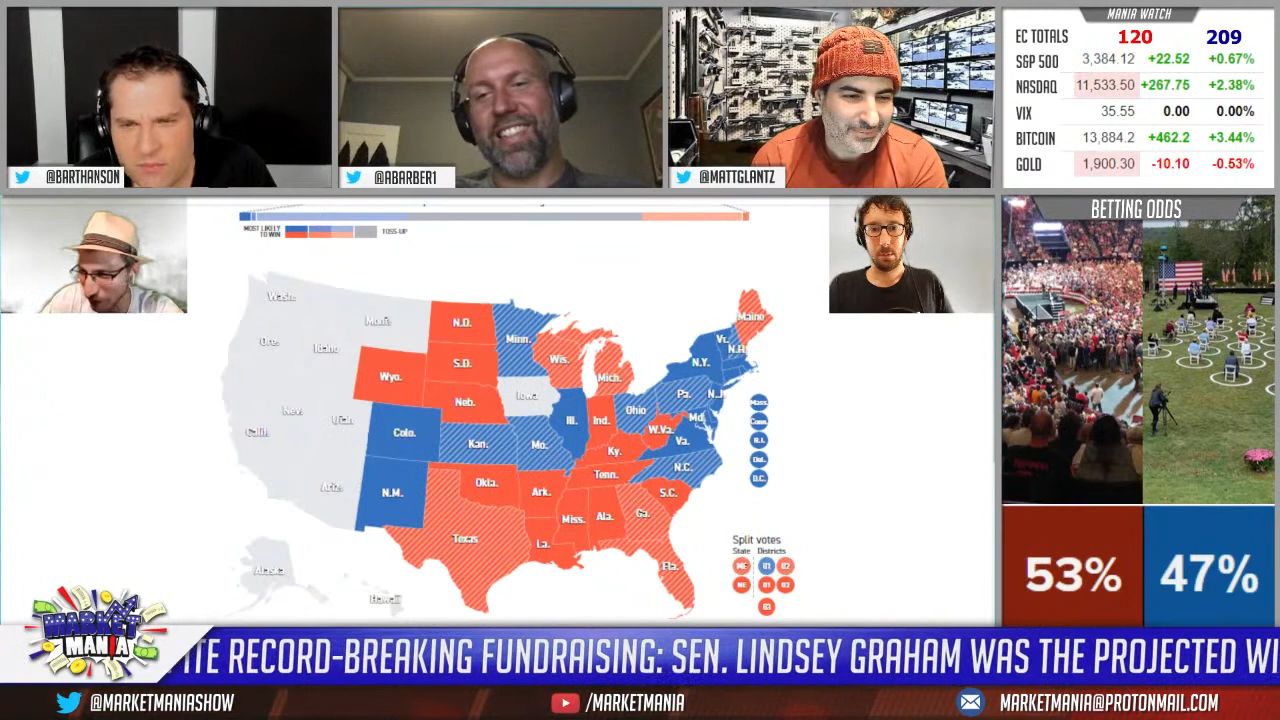 MANIA WATCH
EC TOTALS 120 209
S&P 500 3,384.12 +22.52 +0.67%
NASDAQ 11,533.50 +267.75 +2.38%
VIX 35.55 0.00 0.00%
BITCOIN 13,884.2 +462.2 +3.44%
GOLD 1,900.30 -10.10 -0.53%
@BARTHANSON
@ABARBER1
@MATTGLANTZ
BETTING ODDS
MOST LIKELY
TO WIN
TOSS-UP
Wash.
Mont.
Ore.
Idaho
N.D.
Minn.
Maine
S.D.
Wis.
Mich.
Vt.
N.H.
N.Y.
Wyo.
Neb.
Iowa
Pa.
N.J.
Nev.
Utah
Calif.
Colo.
Ill.
Ind.
Ohio
Md.
Mass.
Conn.
Kan.
Mo.
W.Va.
Va.
R.I.
Ky.
Del.
D.C.
Ariz.
N.M.
Okla.
Ark.
Tenn.
N.C.
S.C.
Miss.
Ala.
Ga.
Texas
La.
Fla.
Alaska
Hawaii
Split votes
State Districts
ME 01 02
NE 01 02
03
53% 47%
MARKET
MANIA
ITE RECORD-BREAKING FUNDRAISING: SEN. LINDSEY GRAHAM WAS THE PROJECTED WI
@MARKETMANIASHOW /MARKETMANIA MARKETMANIA@PROTONMAIL.COM